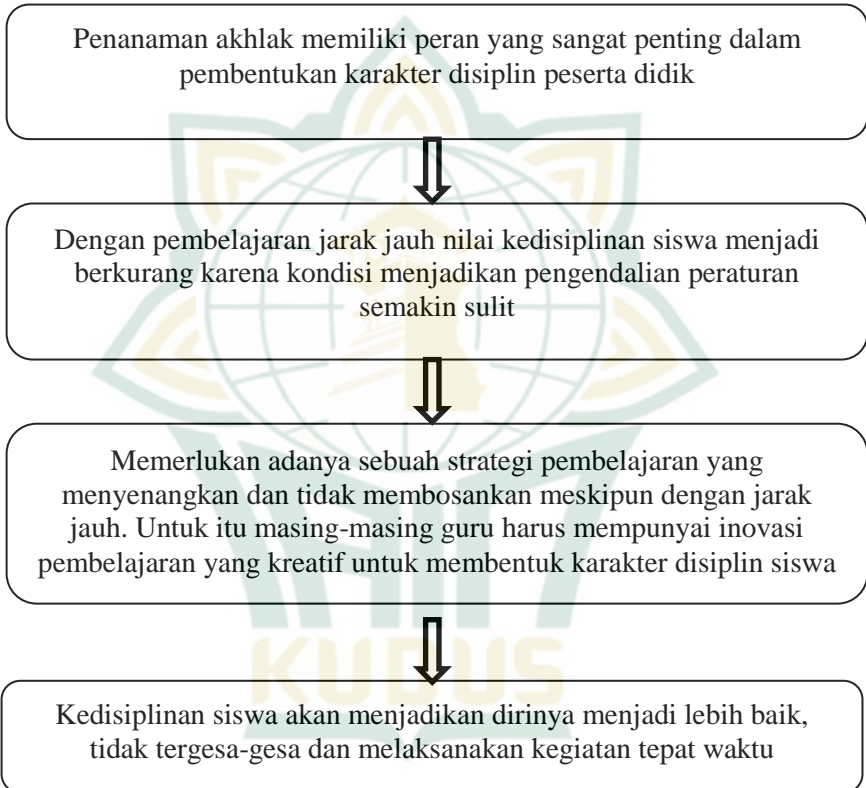 Penanaman akhlak memiliki peran yang sangat penting dalam
pembentukan karakter disiplin peserta didik
Dengan pembelajaran jarak jauh nilai kedisiplinan siswa menjadi
berkurang karena kondisi menjadikan pengendalian peraturan
semakin sulit
Memerlukan adanya sebuah strategi pembelajaran yang
menyenangkan dan tidak membosankan meskipun dengan jarak
jauh. Untuk itu masing-masing guru harus mempunyai inovasi
pembelajaran yang kreatif untuk membentuk karakter disiplin siswa
KUDUS
Kedisiplinan siswa akan menjadikan dirinya menjadi lebih baik,
tidak tergesa-gesa dan melaksanakan kegiatan tepat waktu